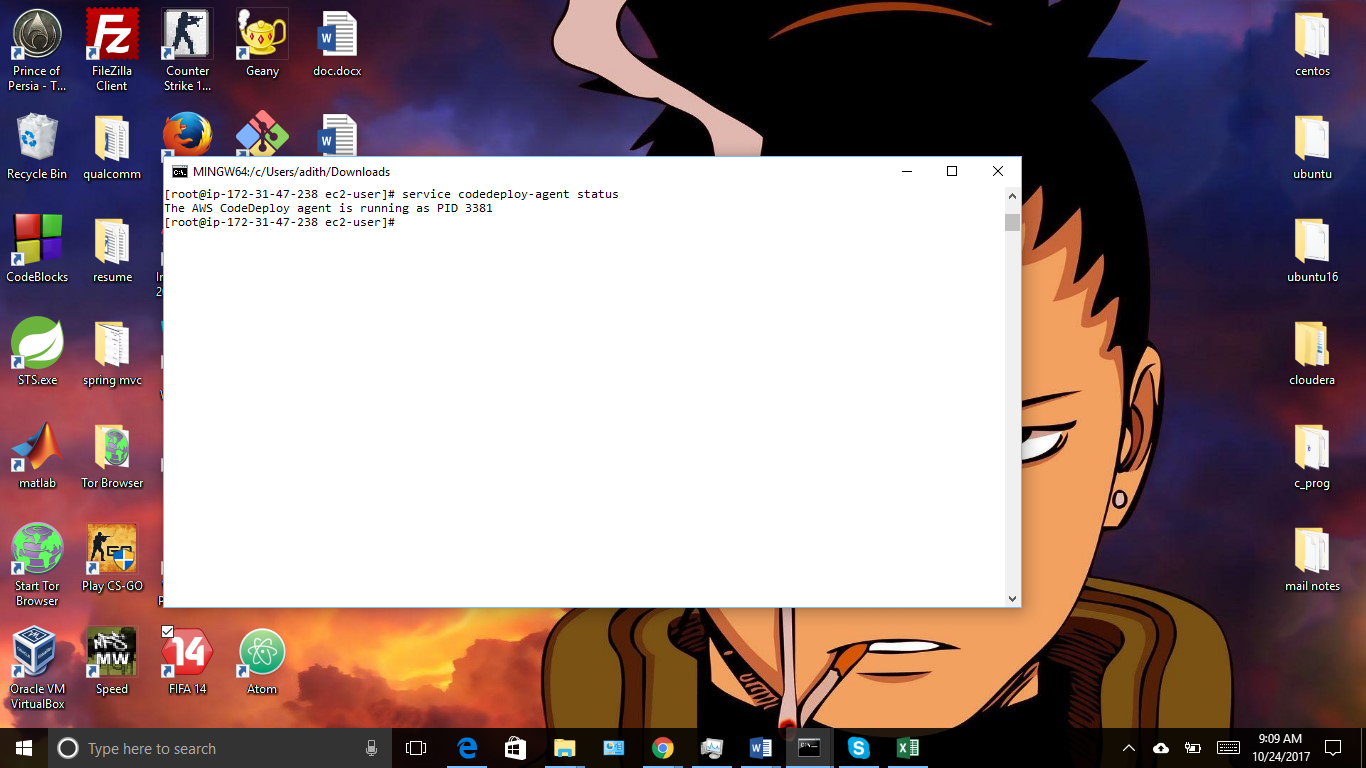 Prince of
Persia - T...
FileZilla
Client
Counter
Strike 1...
Geany
doc.docx
centos
Recycle Bin
qualcomm
ubuntu
MINGW64:/c/Users/adith/Downloads
[root@ip-172-31-47-238 ec2-user]# service codedeploy-agent status
The AWS CodeDeploy agent is running as PID 3381
[root@ip-172-31-47-238 ec2-user]#
CodeBlocks
resume
ubuntu16
STS.exe
spring mvc
cloudera
matlab
Tor Browser
c_prog
Start Tor
Browser
Play CS-GO
mail notes
NFS
MW
14
Oracle VM
VirtualBox
Speed
FIFA 14
Atom
Type here to search
9:09 AM
10/24/2017